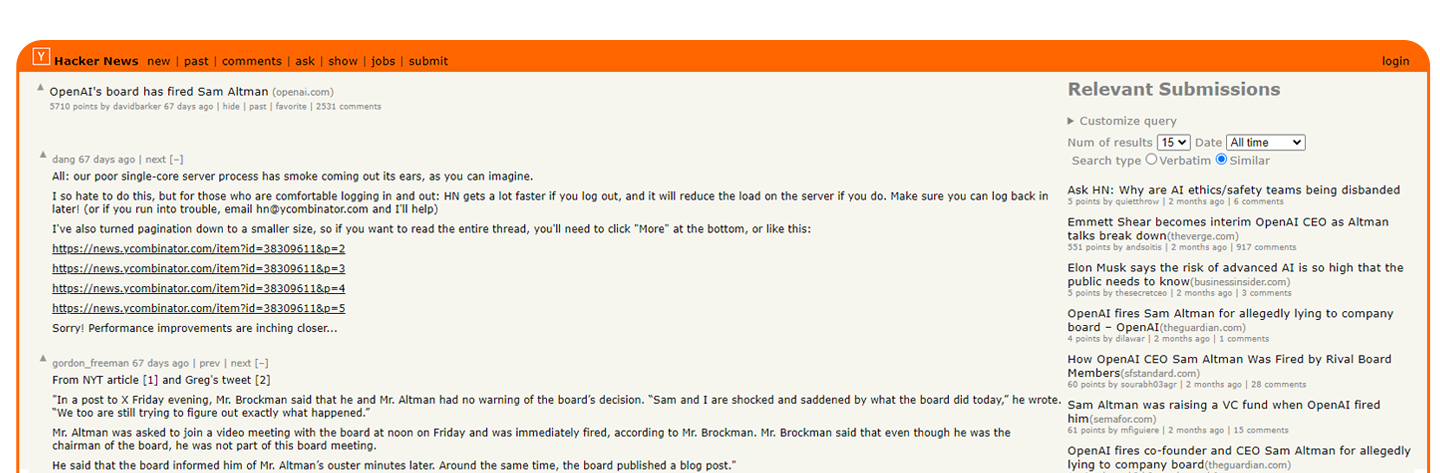 Y Hacker News new | past | comments | ask | show | jobs | submit
login
▲ OpenAI's board has fired Sam Altman (openai.com)
5710 points by davidbarker 67 days ago | hide | past | favorite | 2531 comments
▲ dang 67 days ago | next [–]
All: our poor single-core server process has smoke coming out its ears, as you can imagine.
I so hate to do this, but for those who are comfortable logging in and out: HN gets a lot faster if you log out, and it will reduce the load on the server if you do. Make sure you can log back in
later! (or if you run into trouble, email hn@ycombinator.com and I'll help)
I've also turned pagination down to a smaller size, so if you want to read the entire thread, you'll need to click "More" at the bottom, or like this:
https://news.ycombinator.com/item?id=38309611&p=2
https://news.ycombinator.com/item?id=38309611&p=3
https://news.ycombinator.com/item?id=38309611&p=4
https://news.ycombinator.com/item?id=38309611&p=5
Sorry! Performance improvements are inching closer...
▲ gordon_freeman 67 days ago | prev | next [–]
From NYT article [1] and Greg's tweet [2]
"In a post to X Friday evening, Mr. Brockman said that he and Mr. Altman had no warning of the board’s decision. “Sam and I are shocked and saddened by what the board did today,” he wrote.
“We too are still trying to figure out exactly what happened.”
Mr. Altman was asked to join a video meeting with the board at noon on Friday and was immediately fired, according to Mr. Brockman. Mr. Brockman said that even though he was the
chairman of the board, he was not part of this board meeting.
He said that the board informed him of Mr. Altman’s ouster minutes later. Around the same time, the board published a blog post."
Relevant Submissions
▶ Customize query
Num of results 15 Date All time
Search type Verbatim Similar
Ask HN: Why are AI ethics/safety teams being disbanded
5 points by quietthrow | 2 months ago | 6 comments
Emmett Shear becomes interim OpenAI CEO as Altman
talks break down(theverge.com)
551 points by andsoitis | 2 months ago | 917 comments
Elon Musk says the risk of advanced AI is so high that the
public needs to know(businessinsider.com)
5 points by thesecretceo | 2 months ago | 3 comments
OpenAI fires Sam Altman for allegedly lying to company
board – OpenAI(theguardian.com)
4 points by dilawar | 2 months ago | 1 comments
How OpenAI CEO Sam Altman Was Fired by Rival Board
Members(sfstandard.com)
60 points by sourabh03agr | 2 months ago | 28 comments
Sam Altman was raising a VC fund when OpenAI fired
him(semafor.com)
61 points by mfiguiere | 2 months ago | 15 comments
OpenAI fires co-founder and CEO Sam Altman for allegedly
lying to company board(theguardian.com)